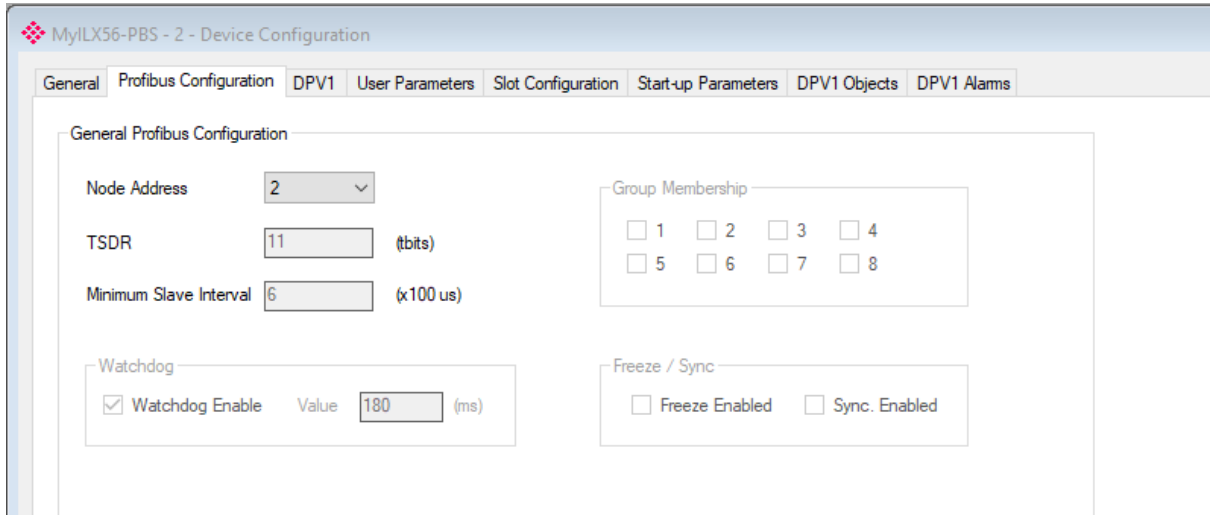 MyILX56-PBS - 2 - Device Configuration
General Profibus Configuration DPV1 User Parameters Slot Configuration Start-up Parameters DPV1 Objects DPV1 Alarms
General Profibus Configuration
Node Address 2
TSDR 11 (tbits)
Minimum Slave Interval 6 (x100 us)
Group Membership
1 2 3 4
5 6 7 8
Watchdog
Watchdog Enable Value 180 (ms)
Freeze / Sync
Freeze Enabled Sync. Enabled